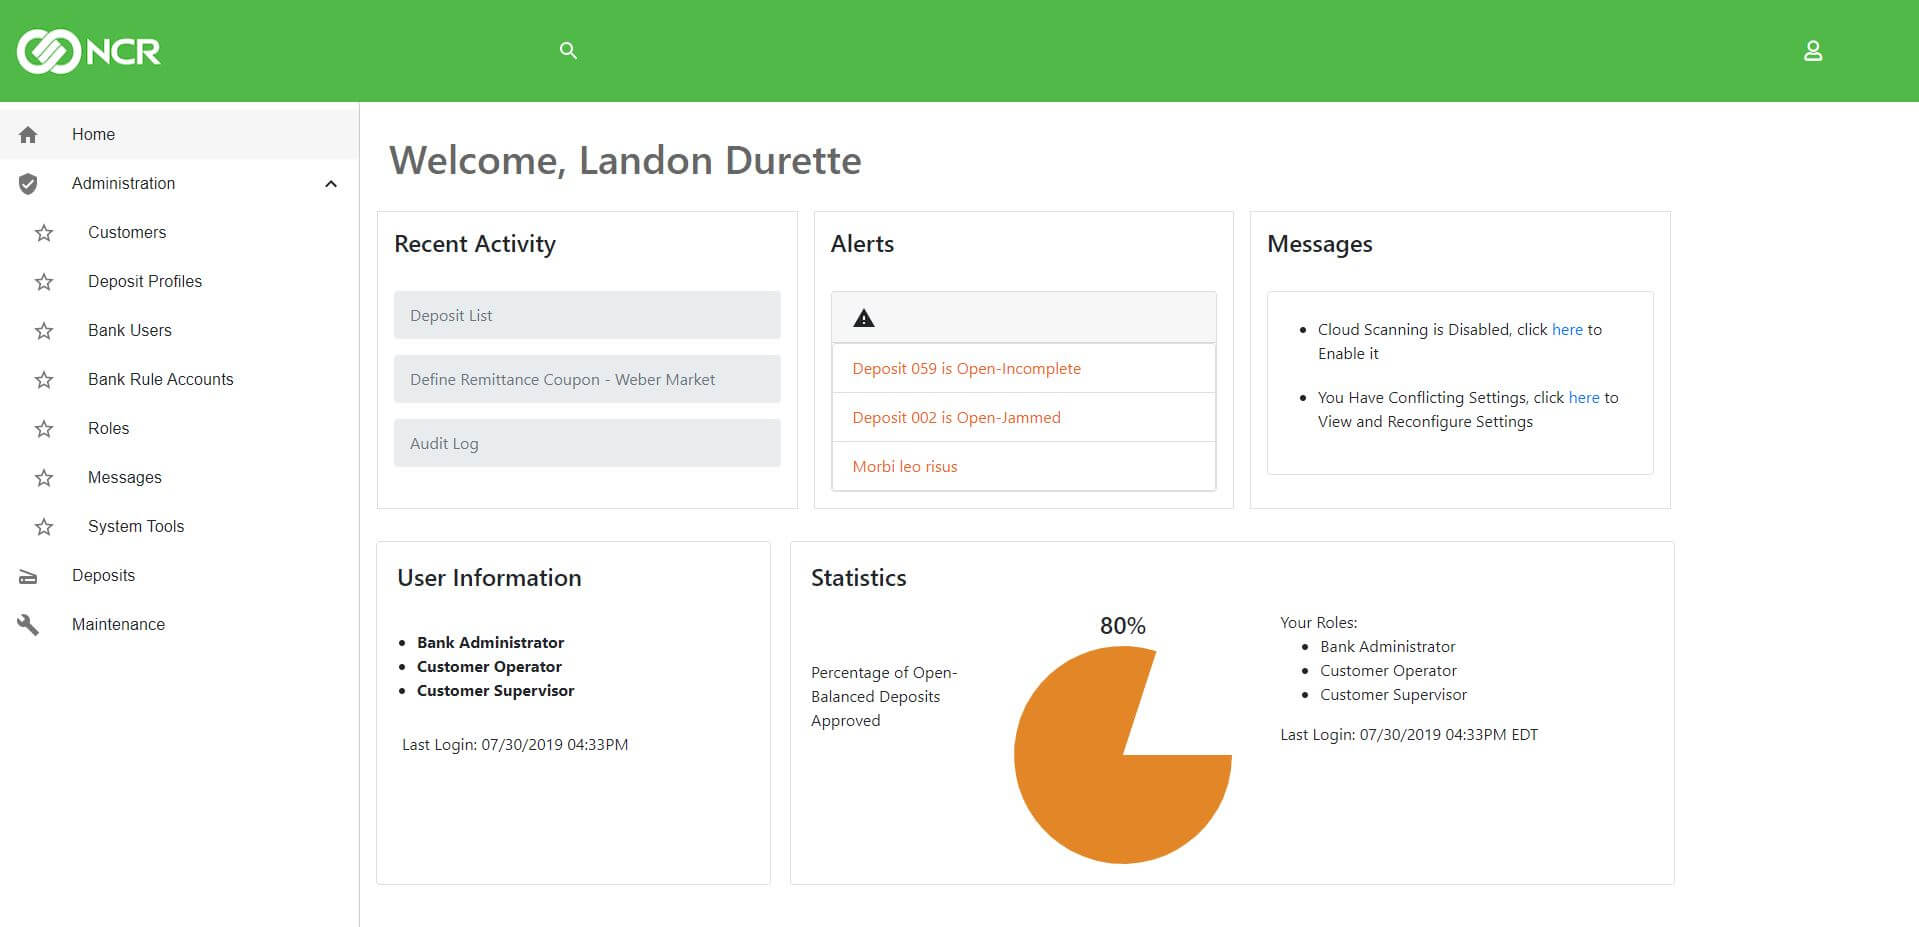 NCR
Home
Administration
Customers
Deposit Profiles
Bank Users
Bank Rule Accounts
Roles
Messages
System Tools
Deposits
Maintenance
Welcome, Landon Durette
Recent Activity
Deposit List
Define Remittance Coupon - Weber Market
Audit Log
Alerts
Deposit 059 is Open-Incomplete
Deposit 002 is Open-Jammed
Morbi leo risus
Messages
Cloud Scanning is Disabled, click here to
Enable it
You Have Conflicting Settings, click here to
View and Reconfigure Settings
User Information
Bank Administrator
Customer Operator
Customer Supervisor
Last Login: 07/30/2019 04:33PM
Statistics
Percentage of Open-
Balanced Deposits
Approved
80%
Your Roles:
Bank Administrator
Customer Operator
Customer Supervisor
Last Login: 07/30/2019 04:33PM EDT